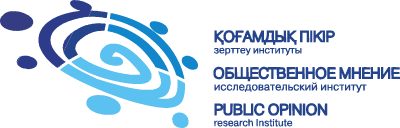 ҚОҒАМДЫҚ ПІКІР
зерттеу институты
ОБЩЕСТВЕННОЕ МНЕНИЕ
исследовательский институт
PUBLIC OPINION
research Institute